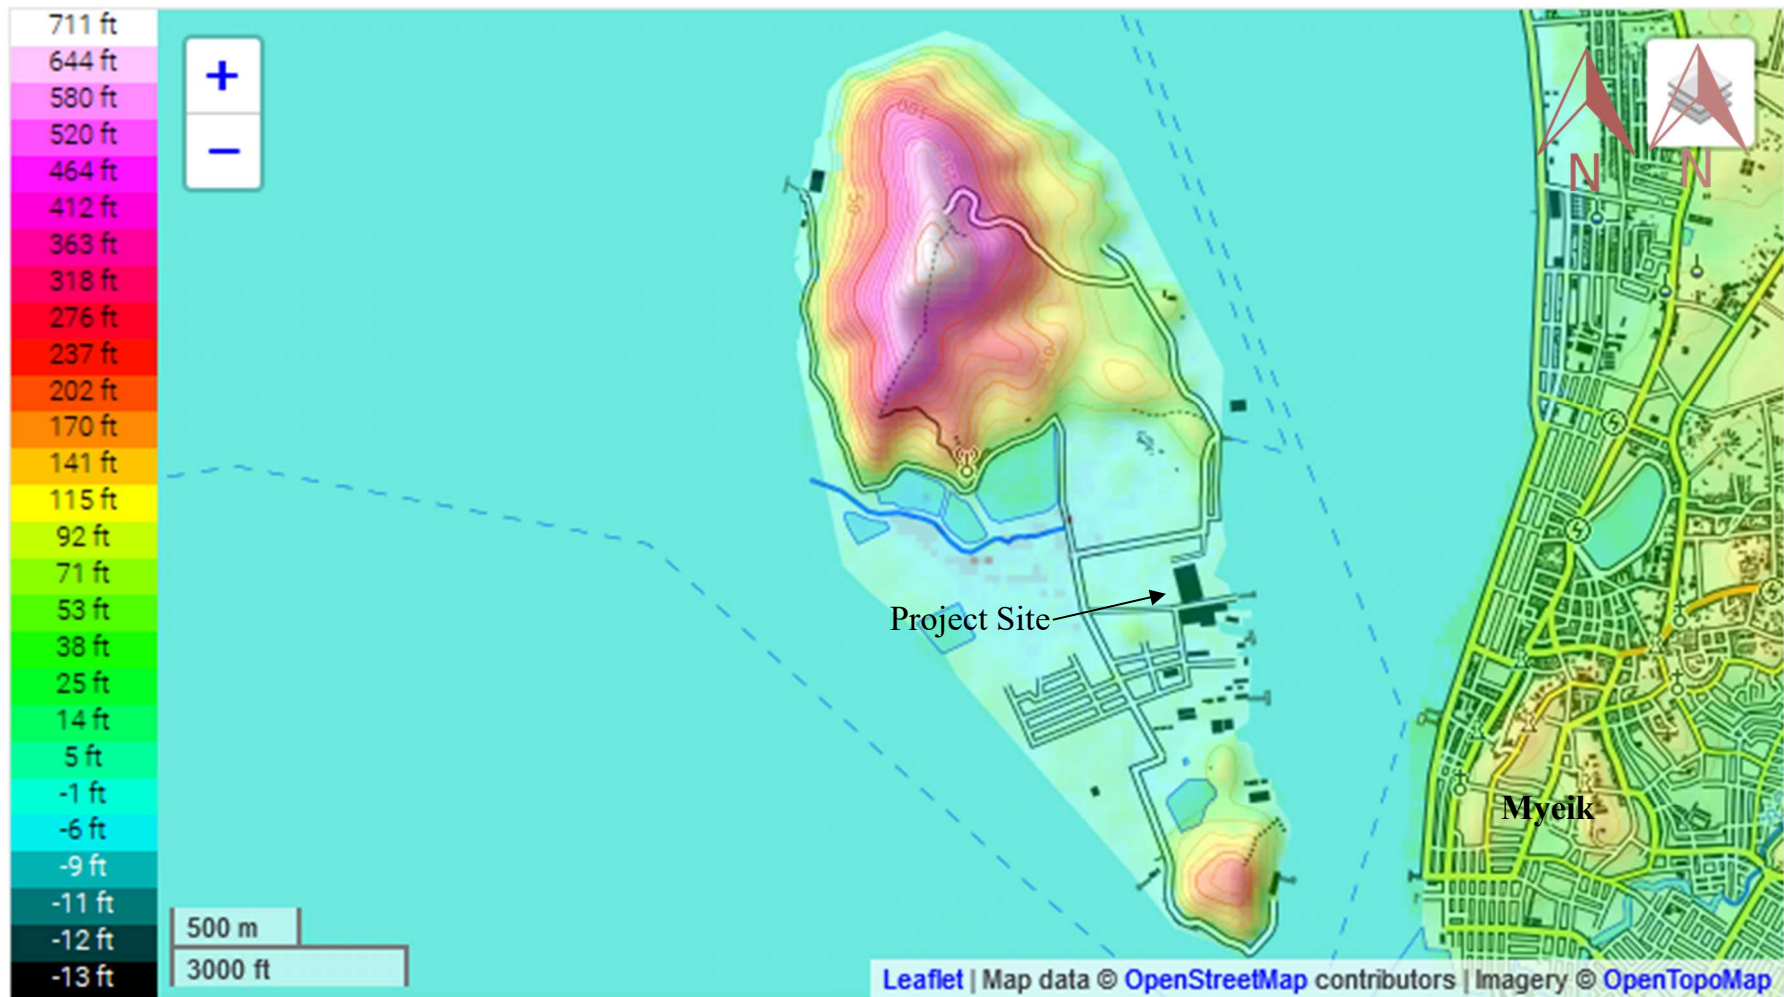 711 ft
644 ft
580 ft
520 ft
464 ft
412 ft
363 ft
318 ft
276 ft
237 ft
202 ft
170 ft
141 ft
115 ft
92 ft
71 ft
53 ft
38 ft
25 ft
14 ft
5 ft
-1 ft
-6 ft
-9 ft
-11 ft
-12 ft
-13 ft
+
−
100
50
50
N
N
Project Site
Myeik
500 m
3000 ft
Leaflet | Map data © OpenStreetMap contributors | Imagery © OpenTopoMap